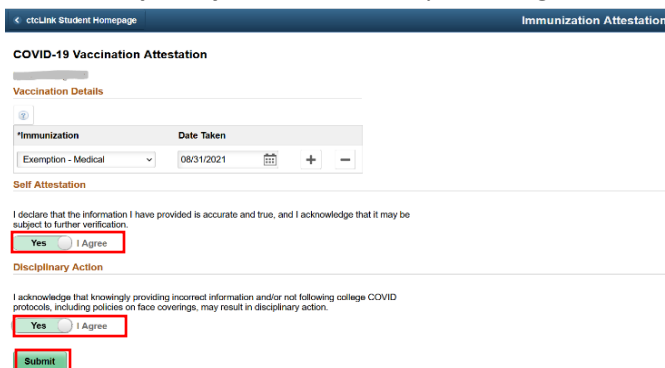 ctcLink Student Homepage
Immunization Attestation
COVID-19 Vaccination Attestation
Vaccination Details
*Immunization Date Taken
Exemption - Medical 08/31/2021 + −
Self Attestation
I declare that the information I have provided is accurate and true, and I acknowledge that it may be
subject to further verification.
Yes I Agree
Disciplinary Action
I acknowledge that knowingly providing incorrect information and/or not following college COVID
protocols, including policies on face coverings, may result in disciplinary action.
Yes I Agree
Submit